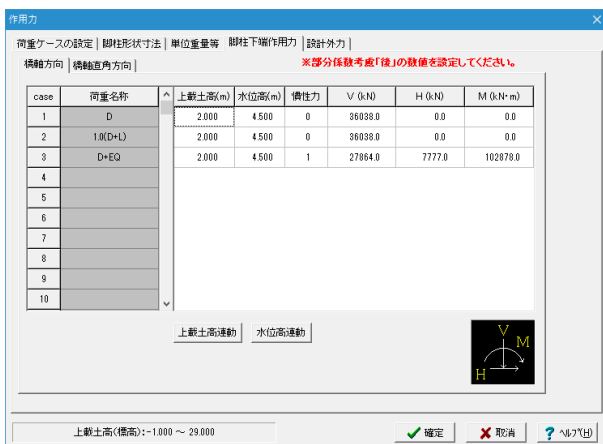 作用力
荷重ケースの設定 脚柱形状寸法 単位重量等 脚柱下端作用力 設計外力
橋軸方向 橋軸直角方向 ※部分係数考慮「後」の数値を設定してください。
case 荷重名称 上載土高(m) 水位高(m) 慣性力 V (kN) H (kN) M (kN・m)
1 D 2.000 4.500 0 36038.0 0.0 0.0
2 1.0(D+L) 2.000 4.500 0 36038.0 0.0 0.0
3 D+EQ 2.000 4.500 1 27864.0 7777.0 102878.0
4
5
6
7
8
9
10
上載土高連動 水位高連動
V
M
H
上載土高(標高):-1.000 ～ 29.000 確定 取消 ? ヘルプ(H)